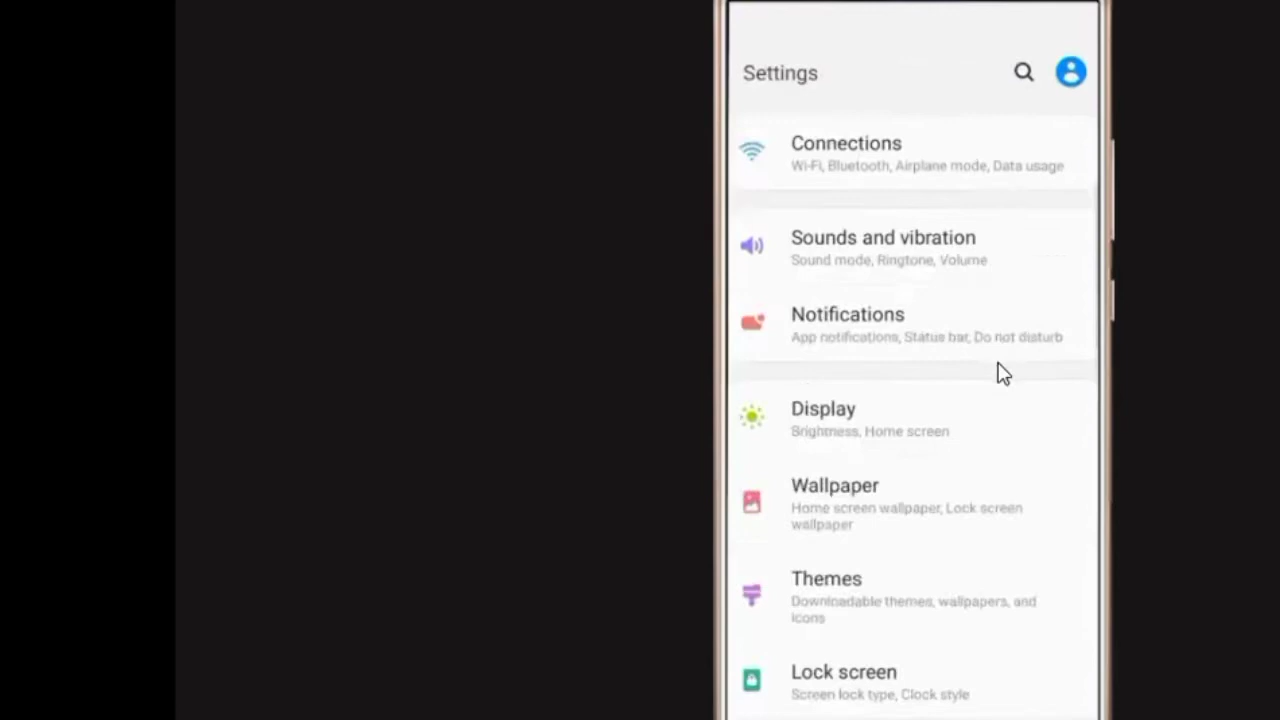 Settings
Connections
Wi-Fi, Bluetooth, Airplane mode, Data usage
Sounds and vibration
Sound mode, Ringtone, Volume
Notifications
App notifications, Status bar, Do not disturb
Display
Brightness, Home screen
Wallpaper
Home screen wallpaper, Lock screen
wallpaper
Themes
Downloadable themes, wallpapers, and
icons
Lock screen
Screen lock type, Clock style